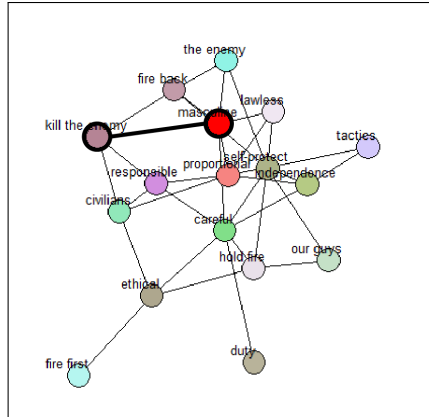 the enemy
fire back
lawless
masculine
kill the enemy
tactics
self-protect
responsible
proportional
independence
civilians
careful
hold fire
our guys
ethical
fire first
duty